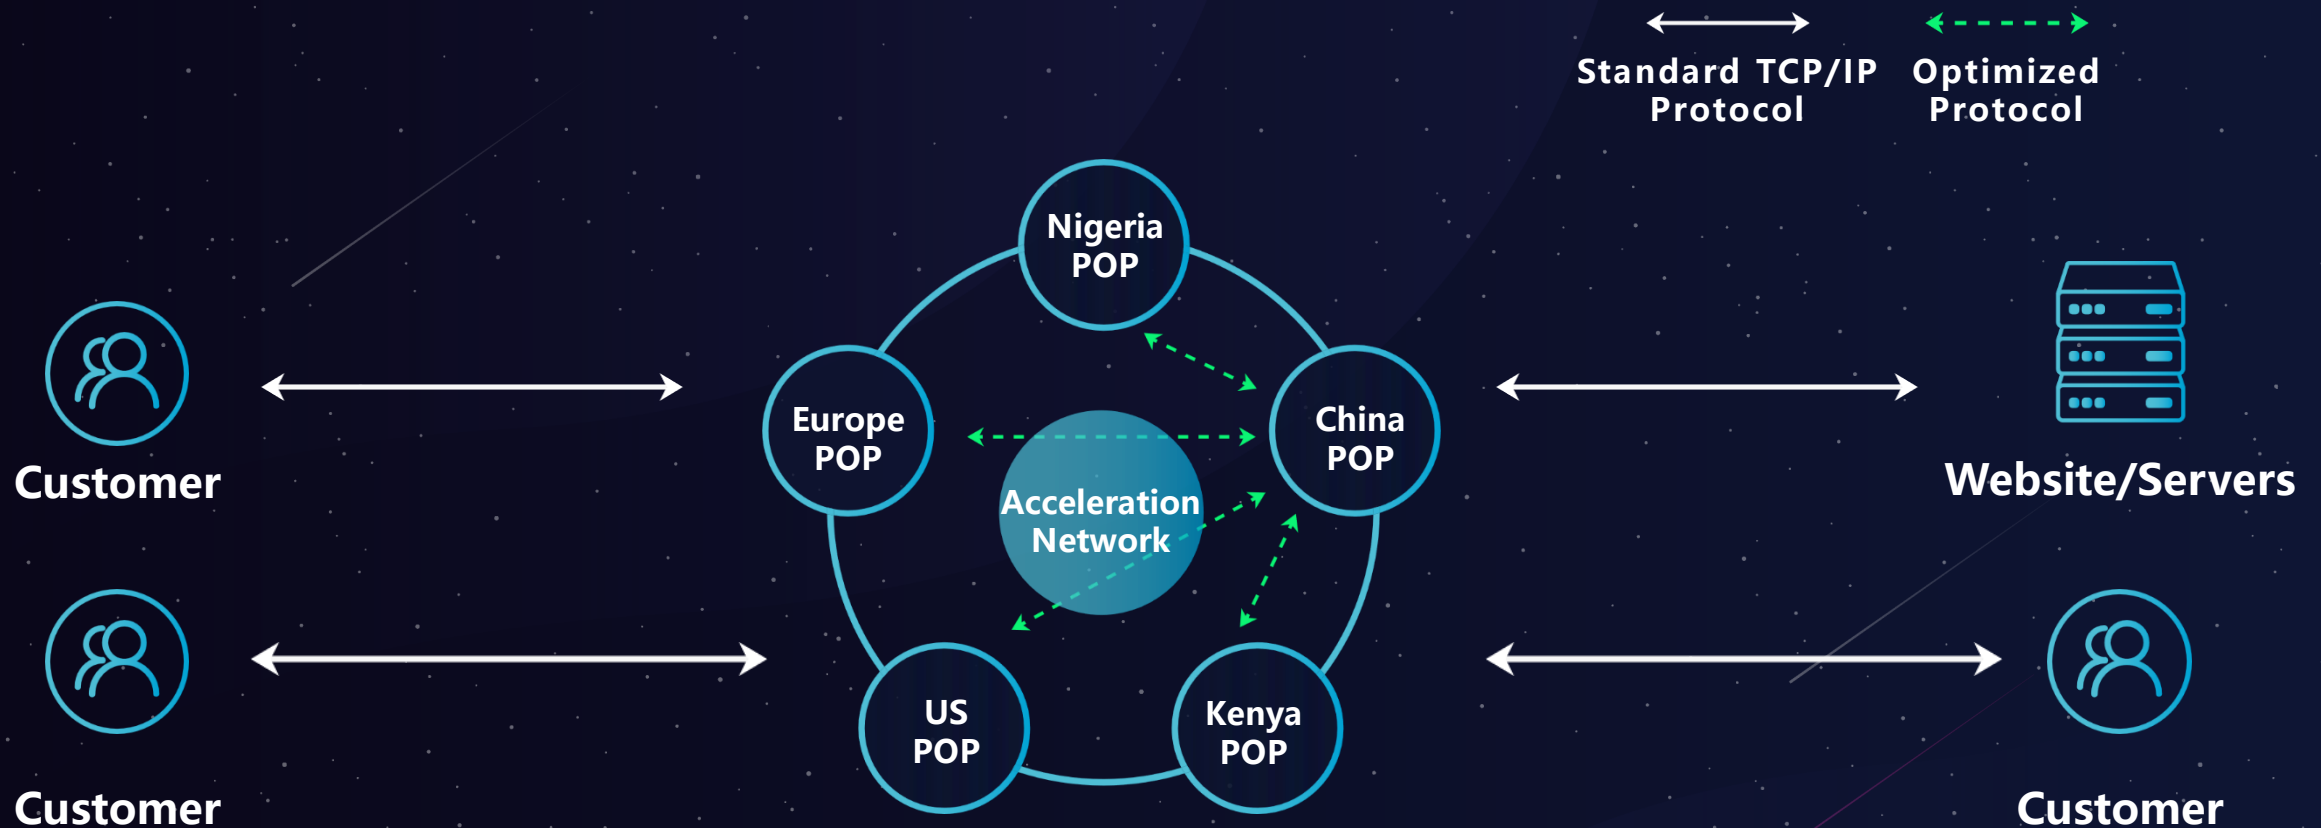 Standard TCP/IP
Protocol
Optimized
Protocol
Nigeria
POP
Europe
POP
China
POP
Acceleration
Network
US
POP
Kenya
POP
Customer
Website/Servers
Customer
Customer